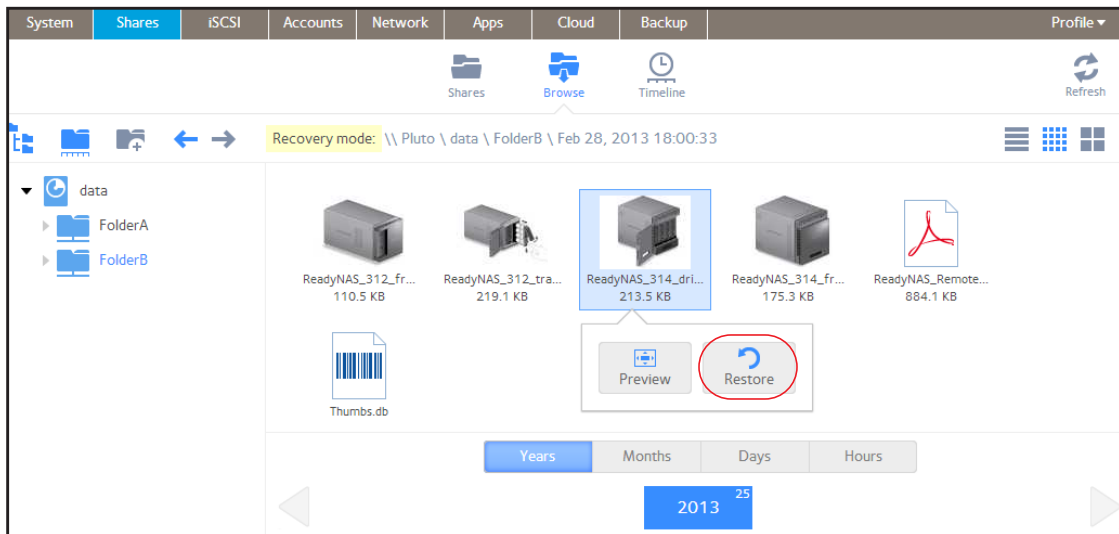 System Shares iSCSI Accounts Network Apps Cloud Backup Profile
Shares Browse Timeline Refresh
Recovery mode: \\ Pluto \ data \ FolderB \ Feb 28, 2013 18:00:33
data
FolderA
FolderB
ReadyNAS_312_fr... ReadyNAS_312_tra... ReadyNAS_314_dri... ReadyNAS_314_fr... ReadyNAS_Remote...
110.5 KB 219.1 KB 213.5 KB 175.3 KB 884.1 KB
Thumbs.db
Preview Restore
Years Months Days Hours
2013 25